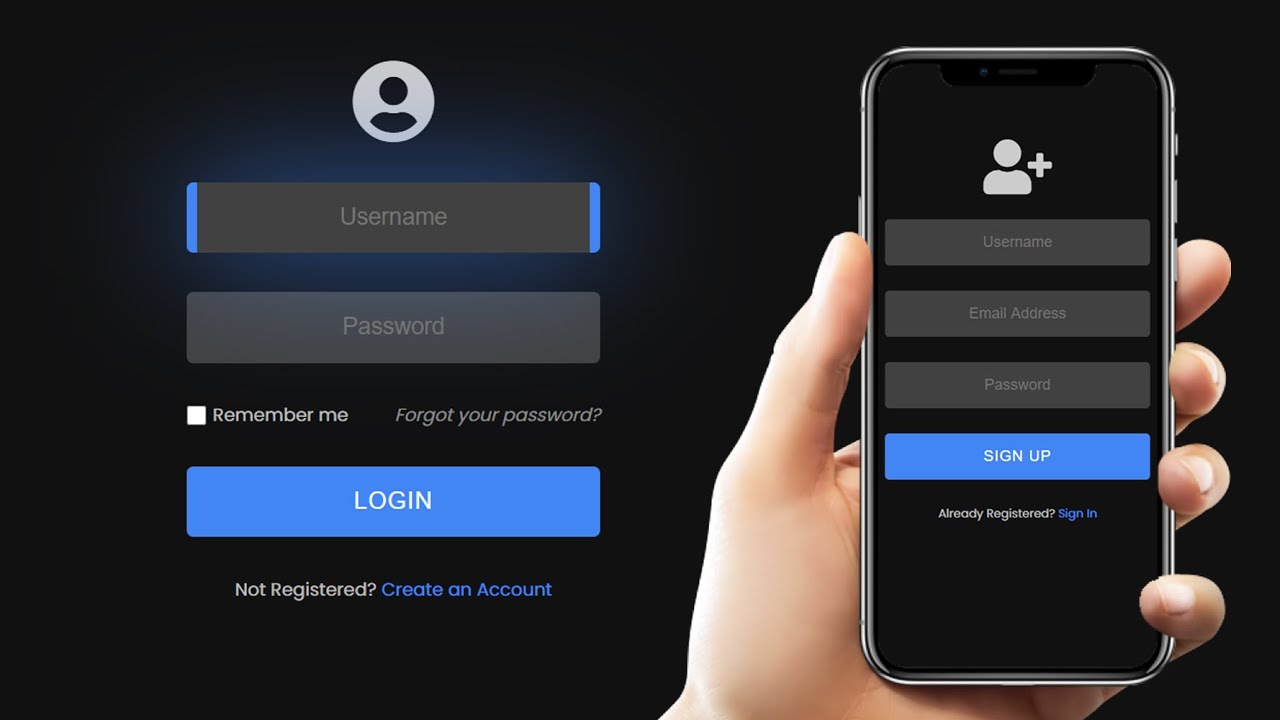 Username
Password
Remember me
Forgot your password?
LOGIN
Not Registered? Create an Account
Username
Email Address
Password
SIGN UP
Already Registered? Sign In